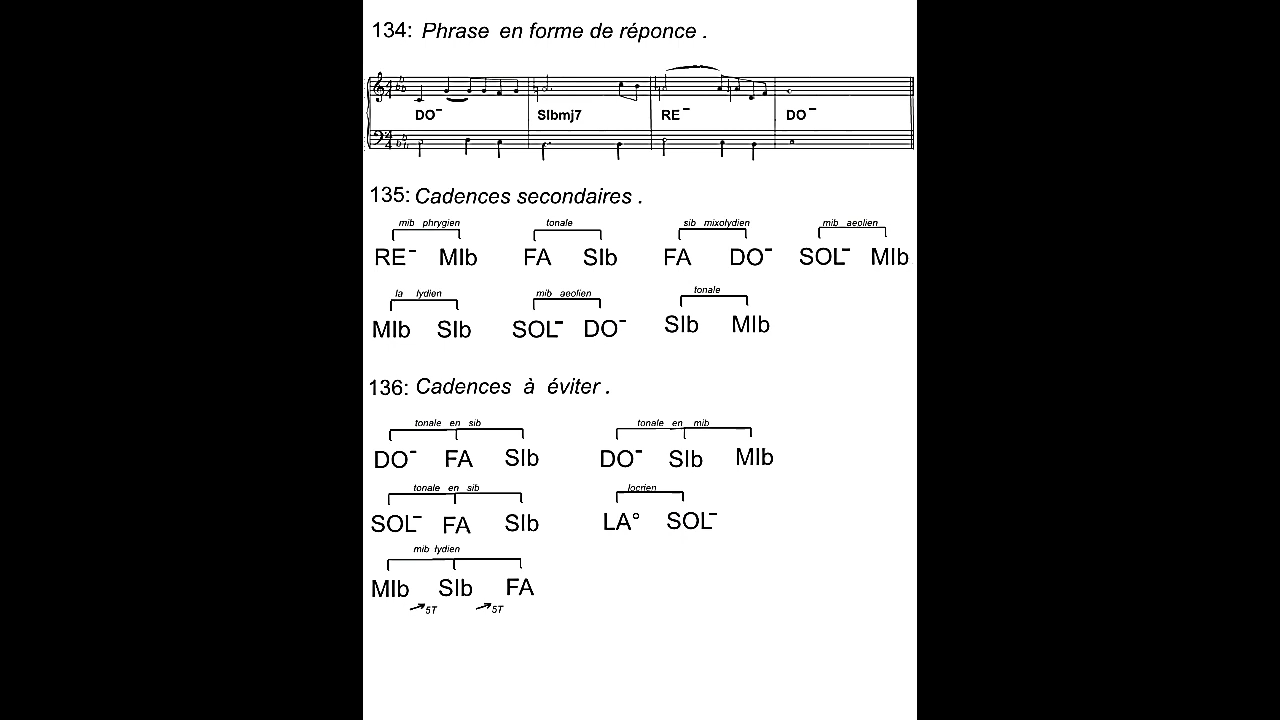 134: Phrase en forme de réponce .
DO− SIbmj7 RE− DO−
135: Cadences secondaires .
mib phrygien tonale sib mixolydien mib aeolien
RE− MIb FA SIb FA DO− SOL− MIb
la lydien mib aeolien tonale
MIb SIb SOL− DO− SIb MIb
136: Cadences à éviter .
tonale en sib tonale en mib
DO− FA SIb DO− SIb MIb
tonale en sib locrien
SOL− FA SIb LA° SOL−
mib lydien
MIb SIb FA
5T 5T